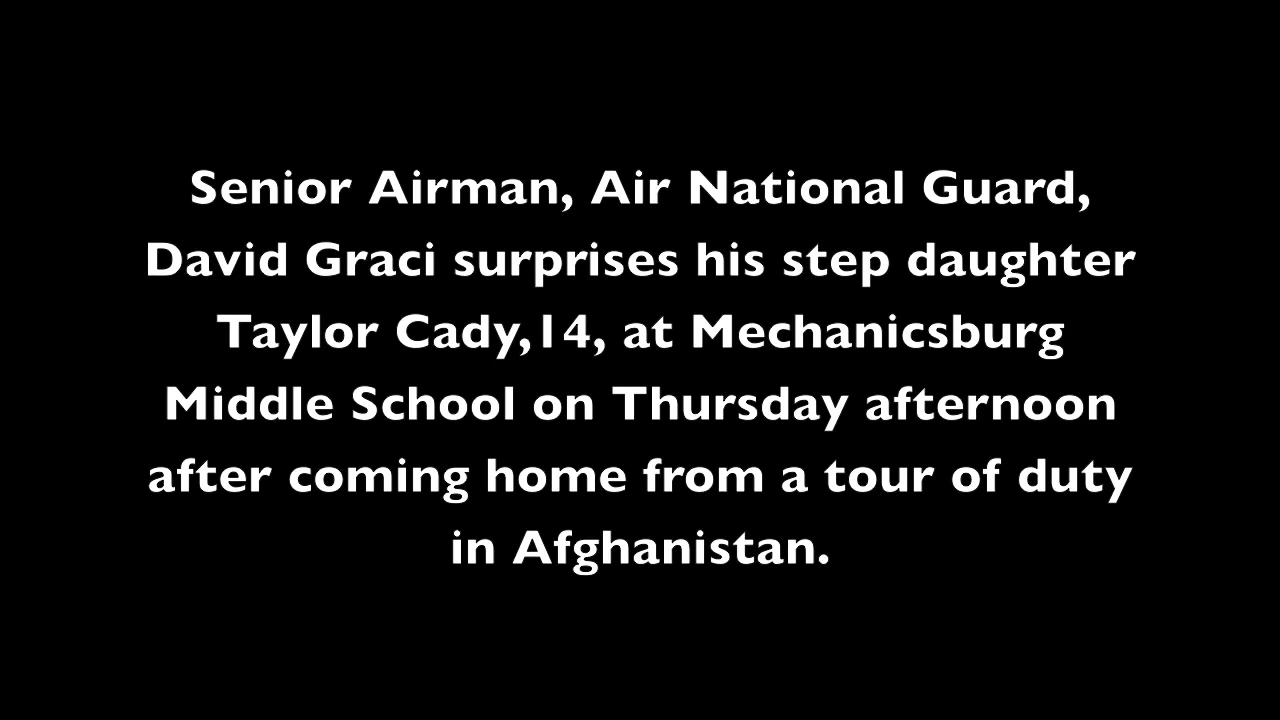 Senior Airman, Air National Guard,
David Graci surprises his step daughter
Taylor Cady,14, at Mechanicsburg
Middle School on Thursday afternoon
after coming home from a tour of duty
in Afghanistan.